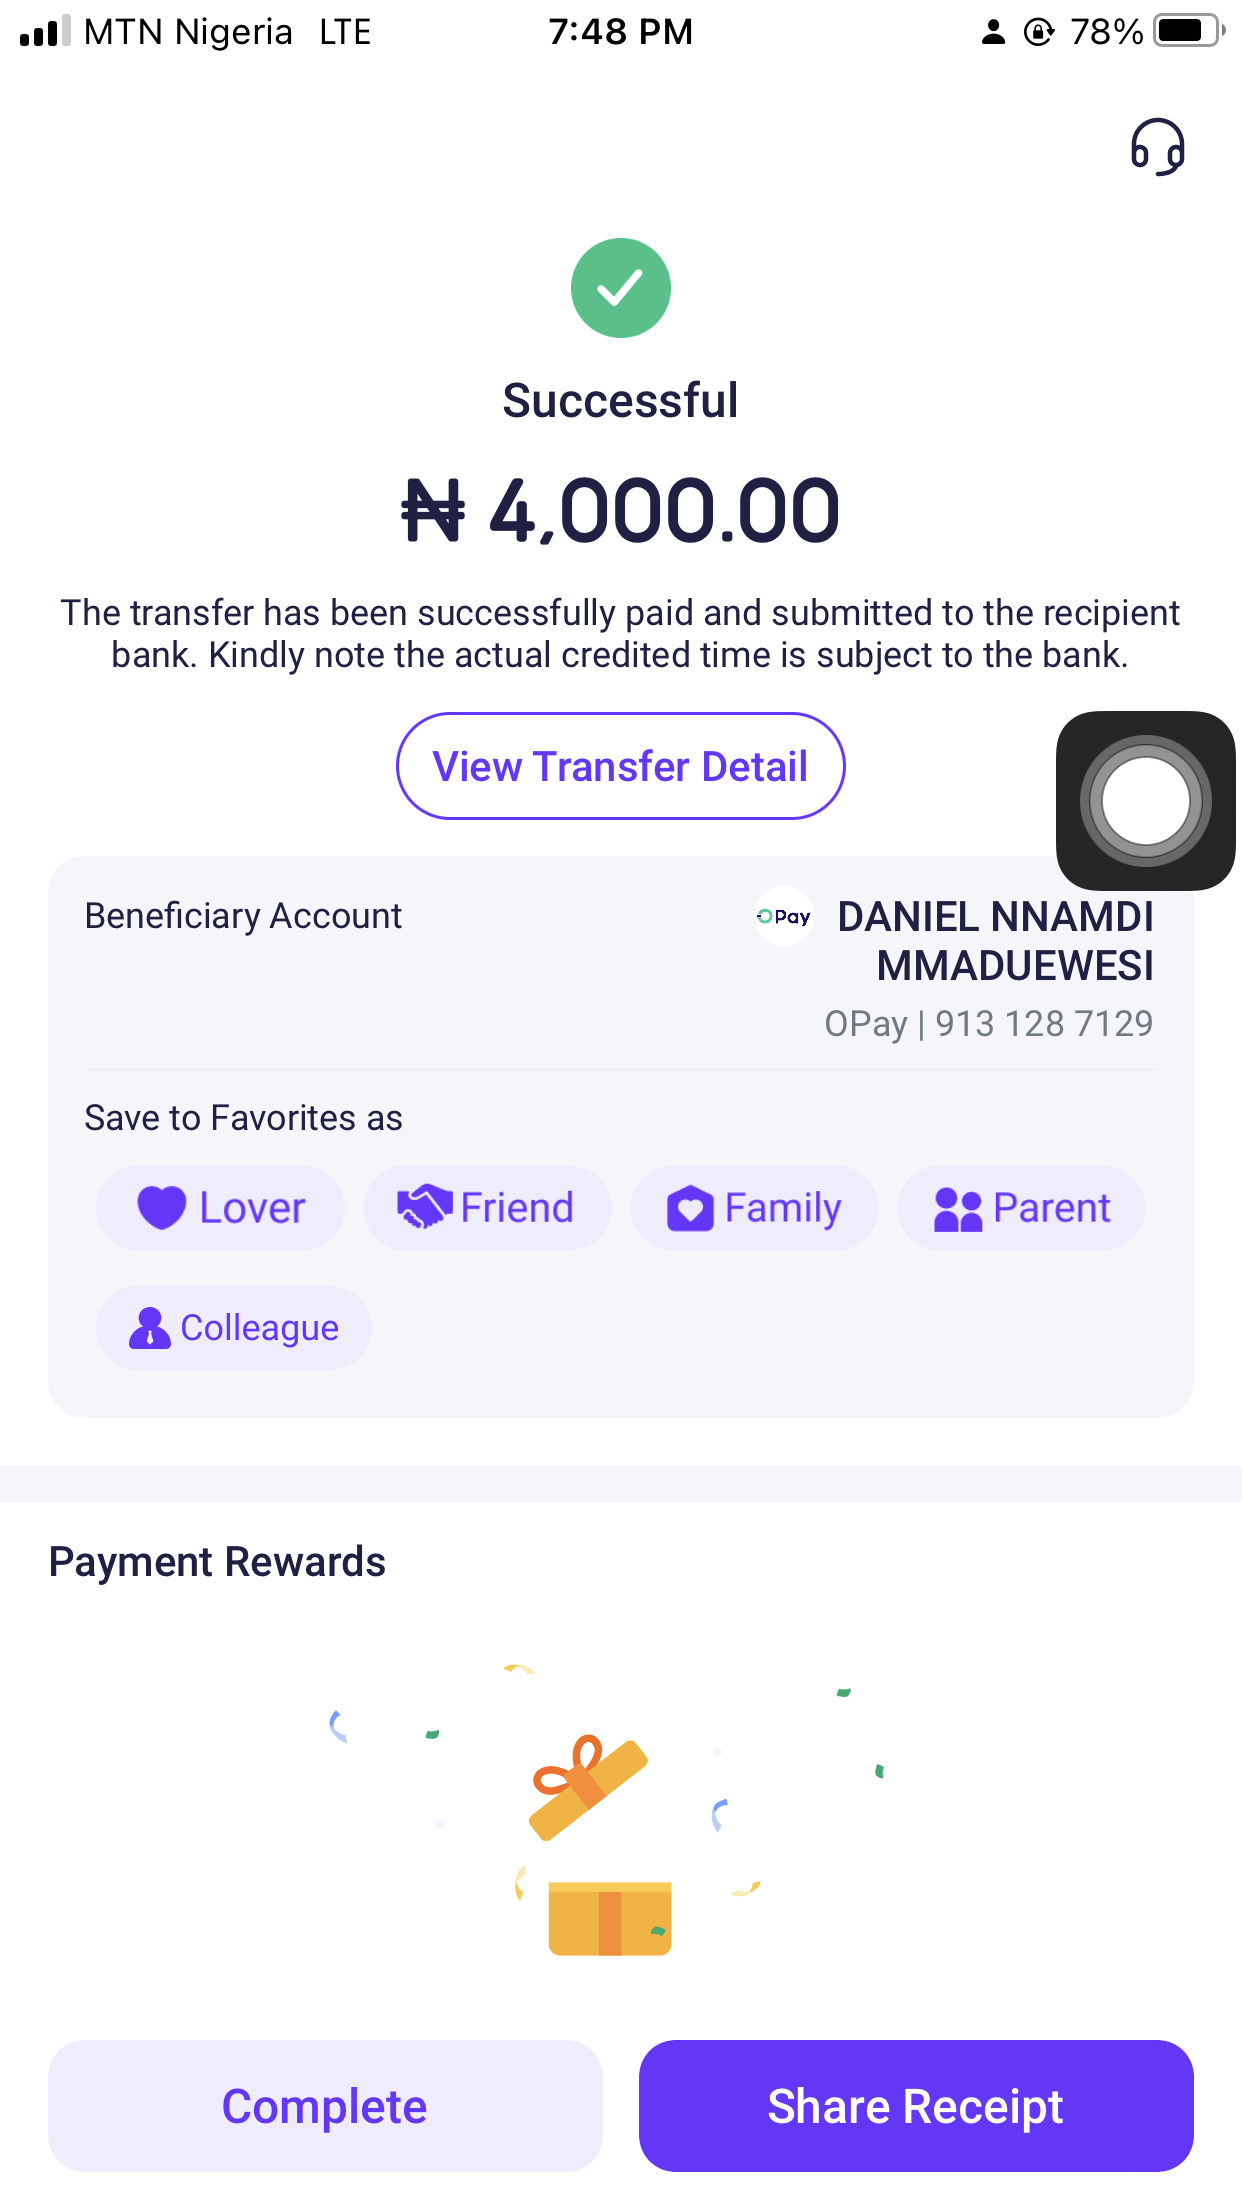 MTN Nigeria LTE 7:48 PM 78%
Successful
₦ 4,000.00
The transfer has been successfully paid and submitted to the recipient
bank. Kindly note the actual credited time is subject to the bank.
View Transfer Detail
Beneficiary Account OPay DANIEL NNAMDI
MMADUEWESI
OPay | 913 128 7129
Save to Favorites as
Lover Friend Family Parent
Colleague
Payment Rewards
Complete Share Receipt